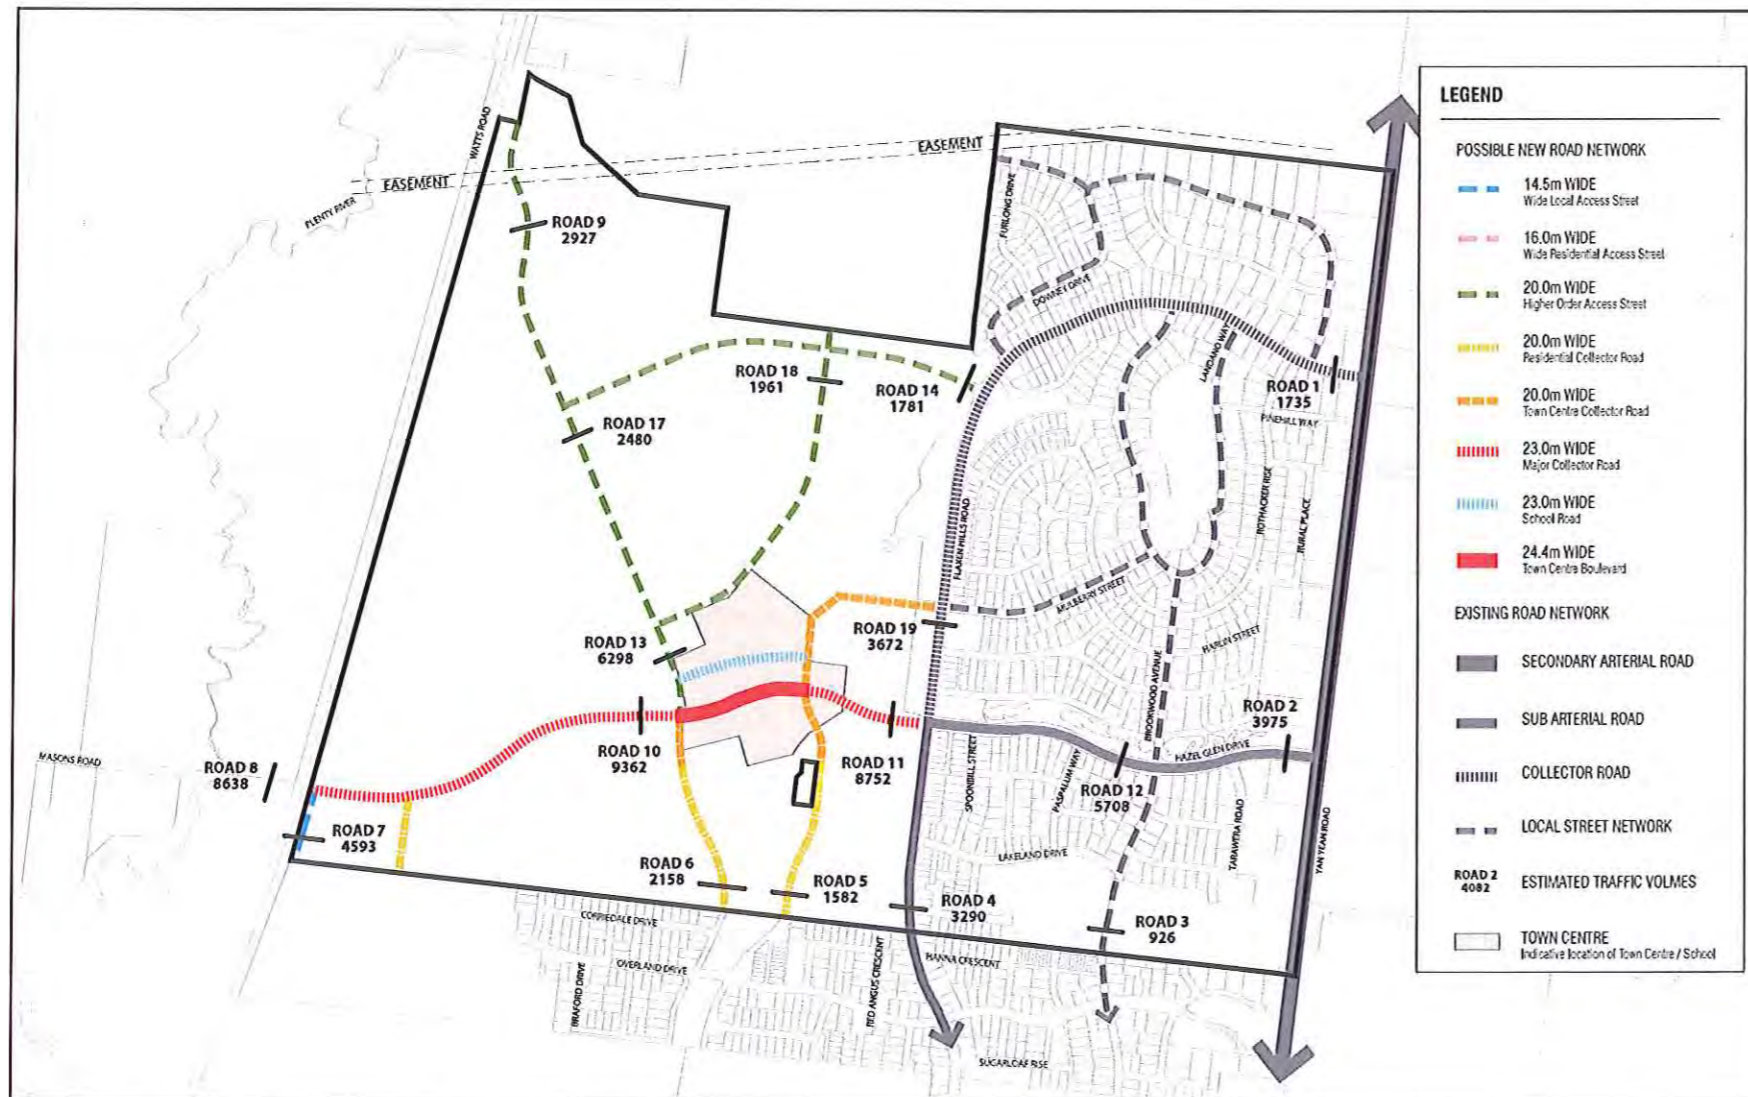 WATTS ROAD
EASEMENT
EASEMENT
PLENTY RIVER
FURLONG DRIVE
ROAD 9
2927
DOWNEY DRIVE
LANDANO WAY
ROAD 18
1961
ROAD 14
1781
ROAD 1
1735
PINEHILL WAY
ROAD 17
2480
ROTHACKER RISE
RURAL PLACE
FLAXEN HILLS ROAD
MULBERRY STREET
ROAD 13
6298
ROAD 19
3672
HARLIN STREET
BROOKWOOD AVENUE
ROAD 2
3975
HAZEL GLEN DRIVE
MASONS ROAD
ROAD 8
8638
ROAD 10
9362
ROAD 11
8752
SPOONBILL STREET
PASPALUM WAY
ROAD 12
5708
TARAWTRA ROAD
YAN YEAN ROAD
ROAD 7
4593
LAKELAND DRIVE
ROAD 6
2158
ROAD 5
1582
ROAD 4
3290
ROAD 3
926
CORRIEDALE DRIVE
OVERLAND DRIVE
BRAFORD DRIVE
RED ANGUS CRESCENT
HANNA CRESCENT
SUGARLOAF RISE
LEGEND
POSSIBLE NEW ROAD NETWORK
14.5m WIDE
Wide Local Access Street
16.0m WIDE
Wide Residential Access Street
20.0m WIDE
Higher Order Access Street
20.0m WIDE
Residential Collector Road
20.0m WIDE
Town Centre Collector Road
23.0m WIDE
Major Collector Road
23.0m WIDE
School Road
24.4m WIDE
Town Centre Boulevard
EXISTING ROAD NETWORK
SECONDARY ARTERIAL ROAD
SUB ARTERIAL ROAD
COLLECTOR ROAD
LOCAL STREET NETWORK
ROAD 2
4082
ESTIMATED TRAFFIC VOLMES
TOWN CENTRE
Indicative location of Town Centre / School